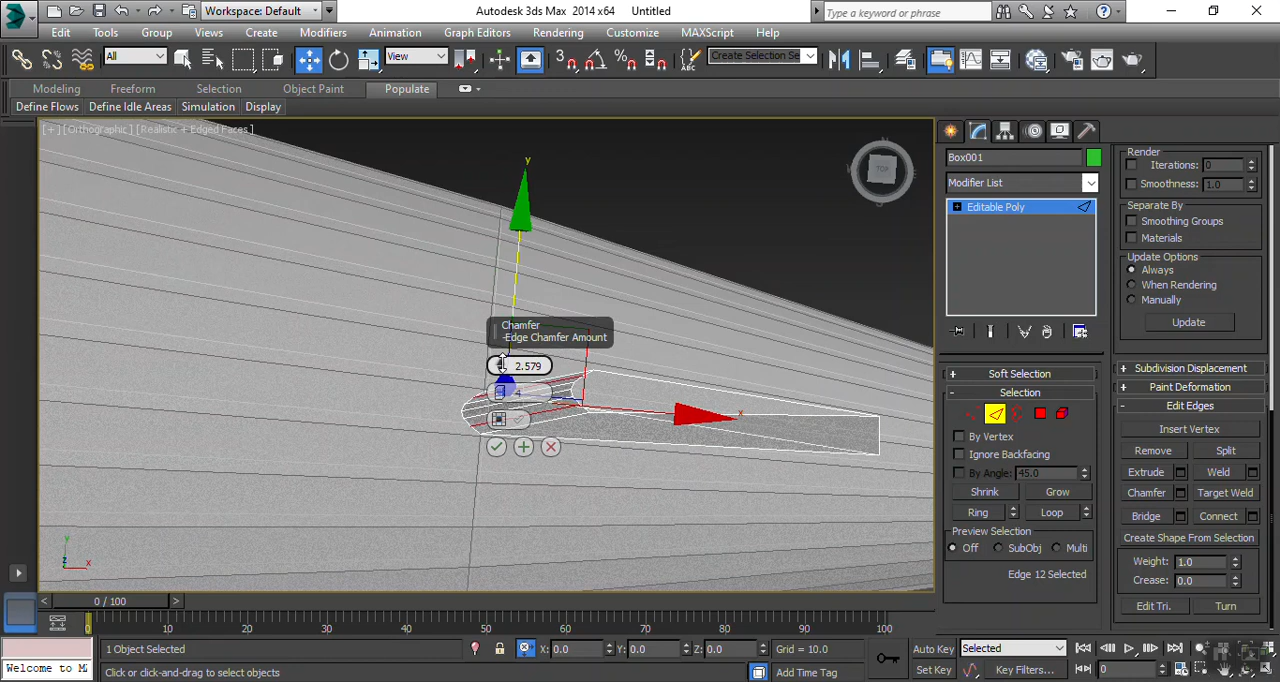 Workspace: Default
Autodesk 3ds Max 2014 x64 Untitled
Type a keyword or phrase
Edit Tools Group Views Create Modifiers Animation Graph Editors Rendering Customize MAXScript Help
All
View
Create Selection Se
Modeling Freeform Selection Object Paint Populate
Define Flows Define Idle Areas Simulation Display
[+] [Orthographic] [Realistic + Edged Faces]
y
TOP
Chamfer
-Edge Chamfer Amount
2.579
4
x
y
z
x
Box001
Modifier List
Editable Poly
Soft Selection
Selection
By Vertex
Ignore Backfacing
By Angle: 45.0
Shrink Grow
Ring Loop
Preview Selection
Off SubObj Multi
Edge 12 Selected
Render
Iterations: 0
Smoothness: 1.0
Separate By
Smoothing Groups
Materials
Update Options
Always
When Rendering
Manually
Update
Subdivision Displacement
Paint Deformation
Edit Edges
Insert Vertex
Remove Split
Extrude Weld
Chamfer Target Weld
Bridge Connect
Create Shape From Selection
Weight: 1.0
Crease: 0.0
Edit Tri. Turn
< 0 / 100 >
0 10 20 30 40 50 60 70 80 90 100
1 Object Selected
X: 0.0 Y: 0.0 Z: 0.0
Grid = 10.0
Auto Key Selected
Welcome to M
Click or click-and-drag to select objects
Add Time Tag
Set Key Key Filters...
0